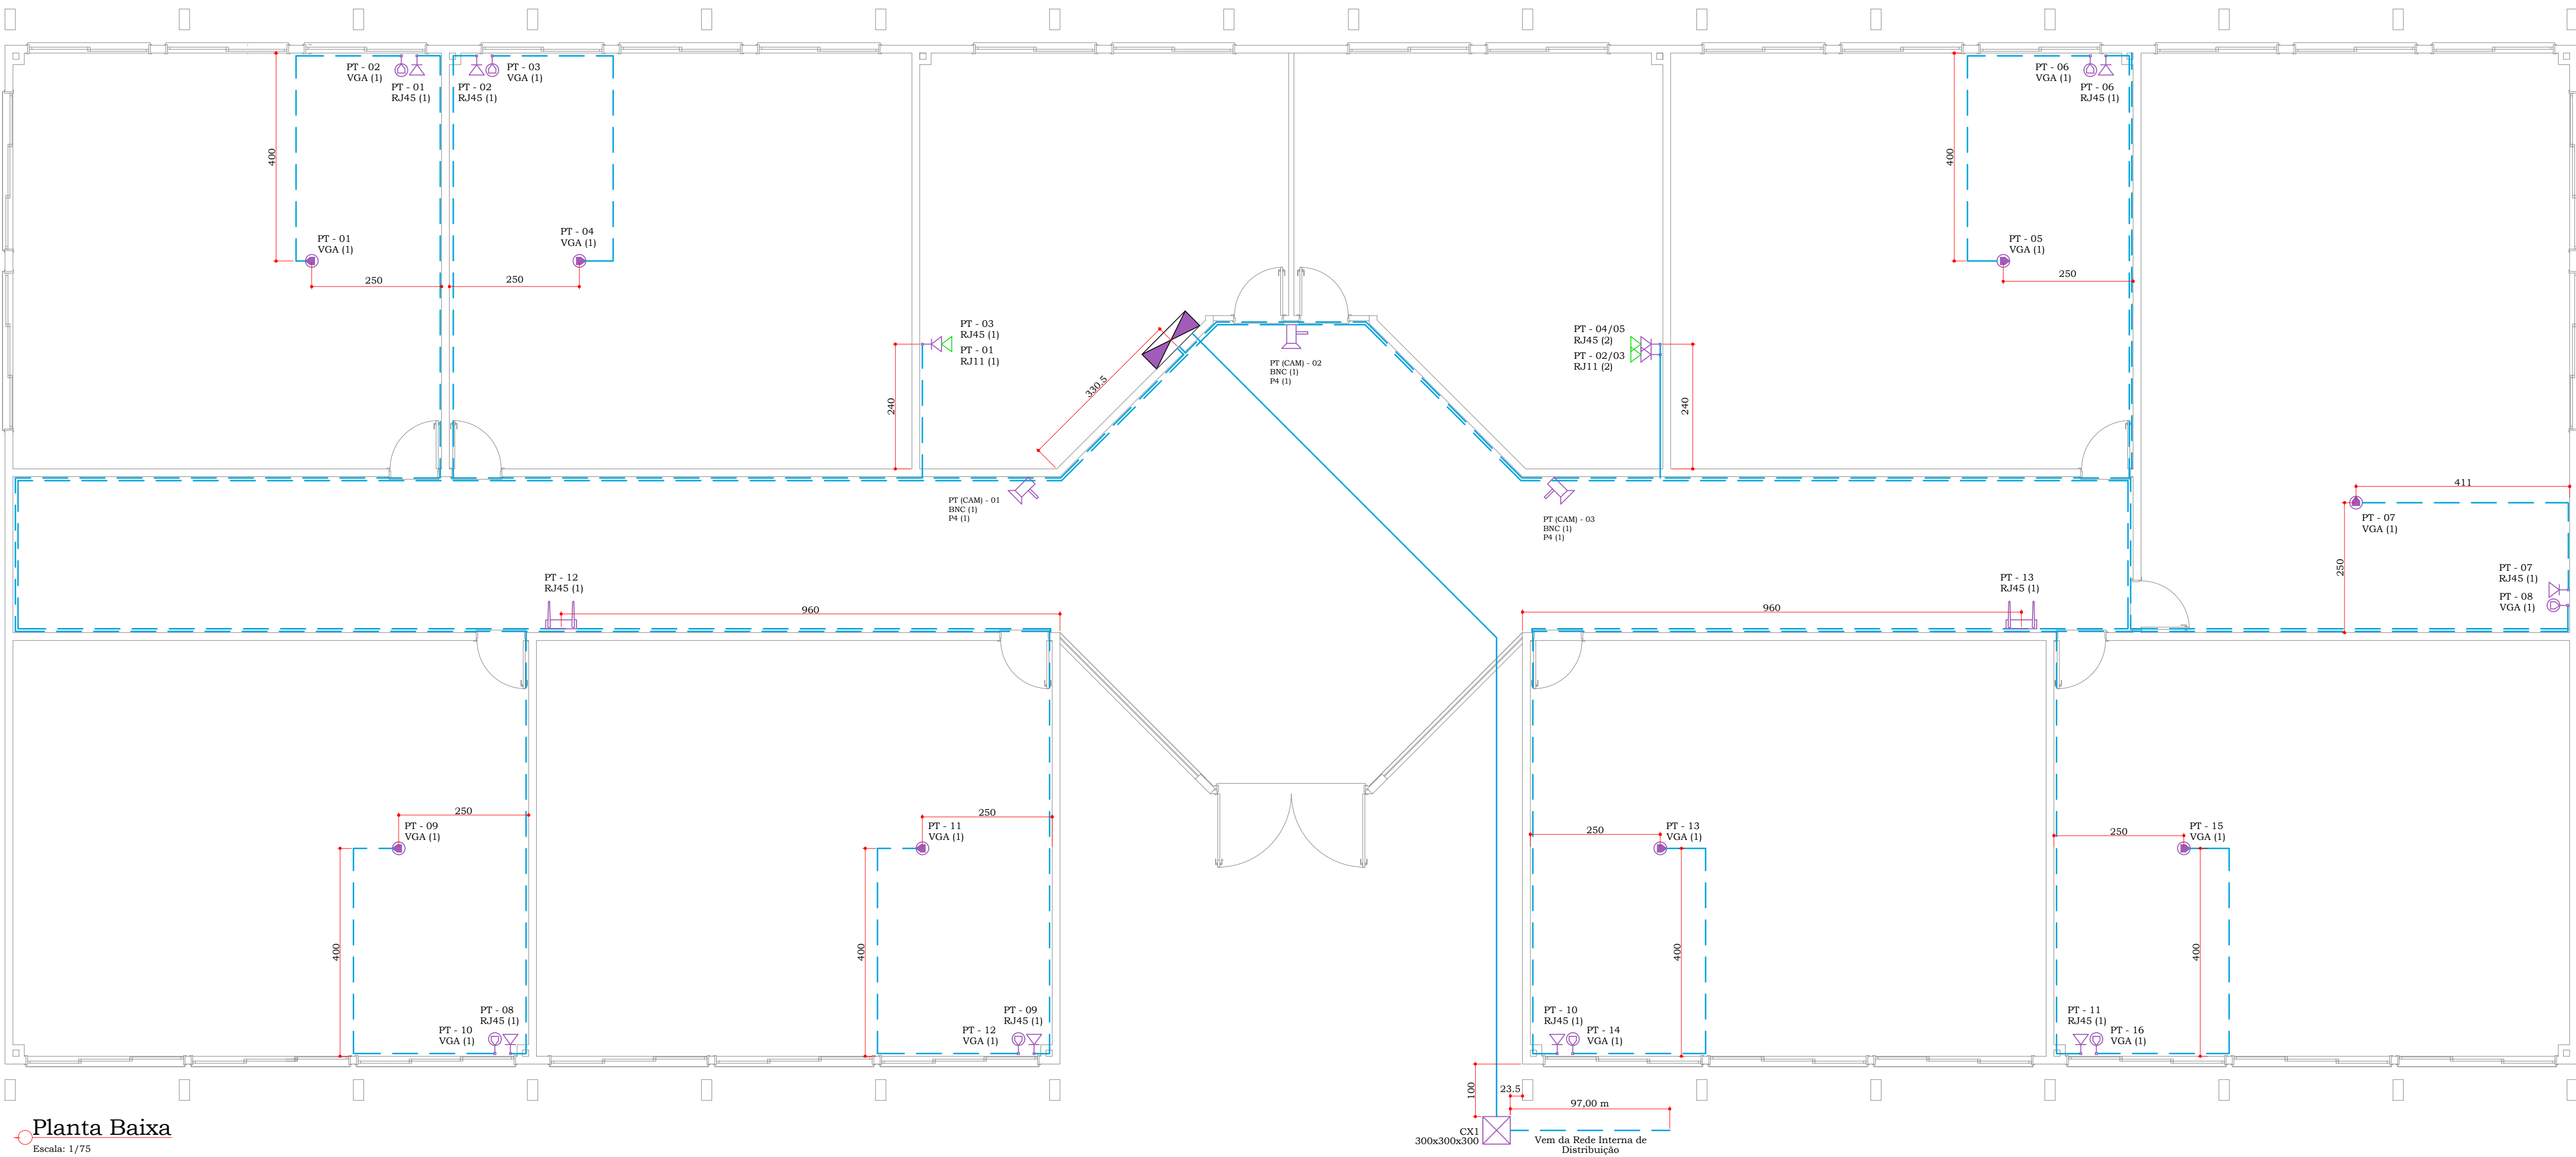 PT - 02
VGA (1)
PT - 01
RJ45 (1)
PT - 02
RJ45 (1)
PT - 03
VGA (1)
PT - 06
VGA (1)
PT - 06
RJ45 (1)
400
400
PT - 01
VGA (1)
PT - 04
VGA (1)
PT - 05
VGA (1)
250
250
250
PT - 03
RJ45 (1)
PT - 01
RJ11 (1)
PT - 04/05
RJ45 (2)
PT - 02/03
RJ11 (2)
PT (CAM) - 02
BNC (1)
P4 (1)
330.5
240
240
411
PT (CAM) - 01
BNC (1)
P4 (1)
PT (CAM) - 03
BNC (1)
P4 (1)
PT - 07
VGA (1)
250
PT - 07
RJ45 (1)
PT - 08
VGA (1)
PT - 12
RJ45 (1)
PT - 13
RJ45 (1)
960
960
250
250
250
250
PT - 09
VGA (1)
PT - 11
VGA (1)
PT - 13
VGA (1)
PT - 15
VGA (1)
400
400
400
400
PT - 08
RJ45 (1)
PT - 10
VGA (1)
PT - 09
RJ45 (1)
PT - 12
VGA (1)
PT - 10
RJ45 (1)
PT - 14
VGA (1)
PT - 11
RJ45 (1)
PT - 16
VGA (1)
100
23.5
97,00 m
CX1
300x300x300
Vem da Rede Interna de
Distribuição
Planta Baixa
Escala: 1/75